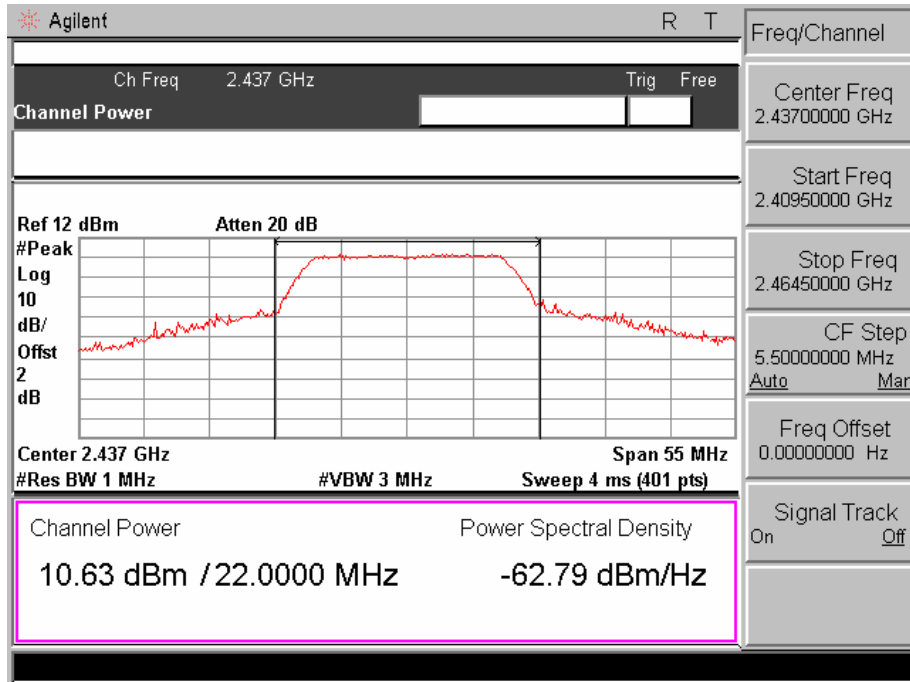 Agilent R T
Ch Freq 2.437 GHz Trig Free
Channel Power
Ref 12 dBm Atten 20 dB
#Peak
Log
10
dB/
Offst
2
dB
Center 2.437 GHz Span 55 MHz
#Res BW 1 MHz #VBW 3 MHz Sweep 4 ms (401 pts)
Channel Power Power Spectral Density
10.63 dBm / 22.0000 MHz -62.79 dBm/Hz
Freq/Channel
Center Freq
2.43700000 GHz
Start Freq
2.40950000 GHz
Stop Freq
2.46450000 GHz
CF Step
5.50000000 MHz
Auto Man
Freq Offset
0.00000000 Hz
Signal Track
On Off